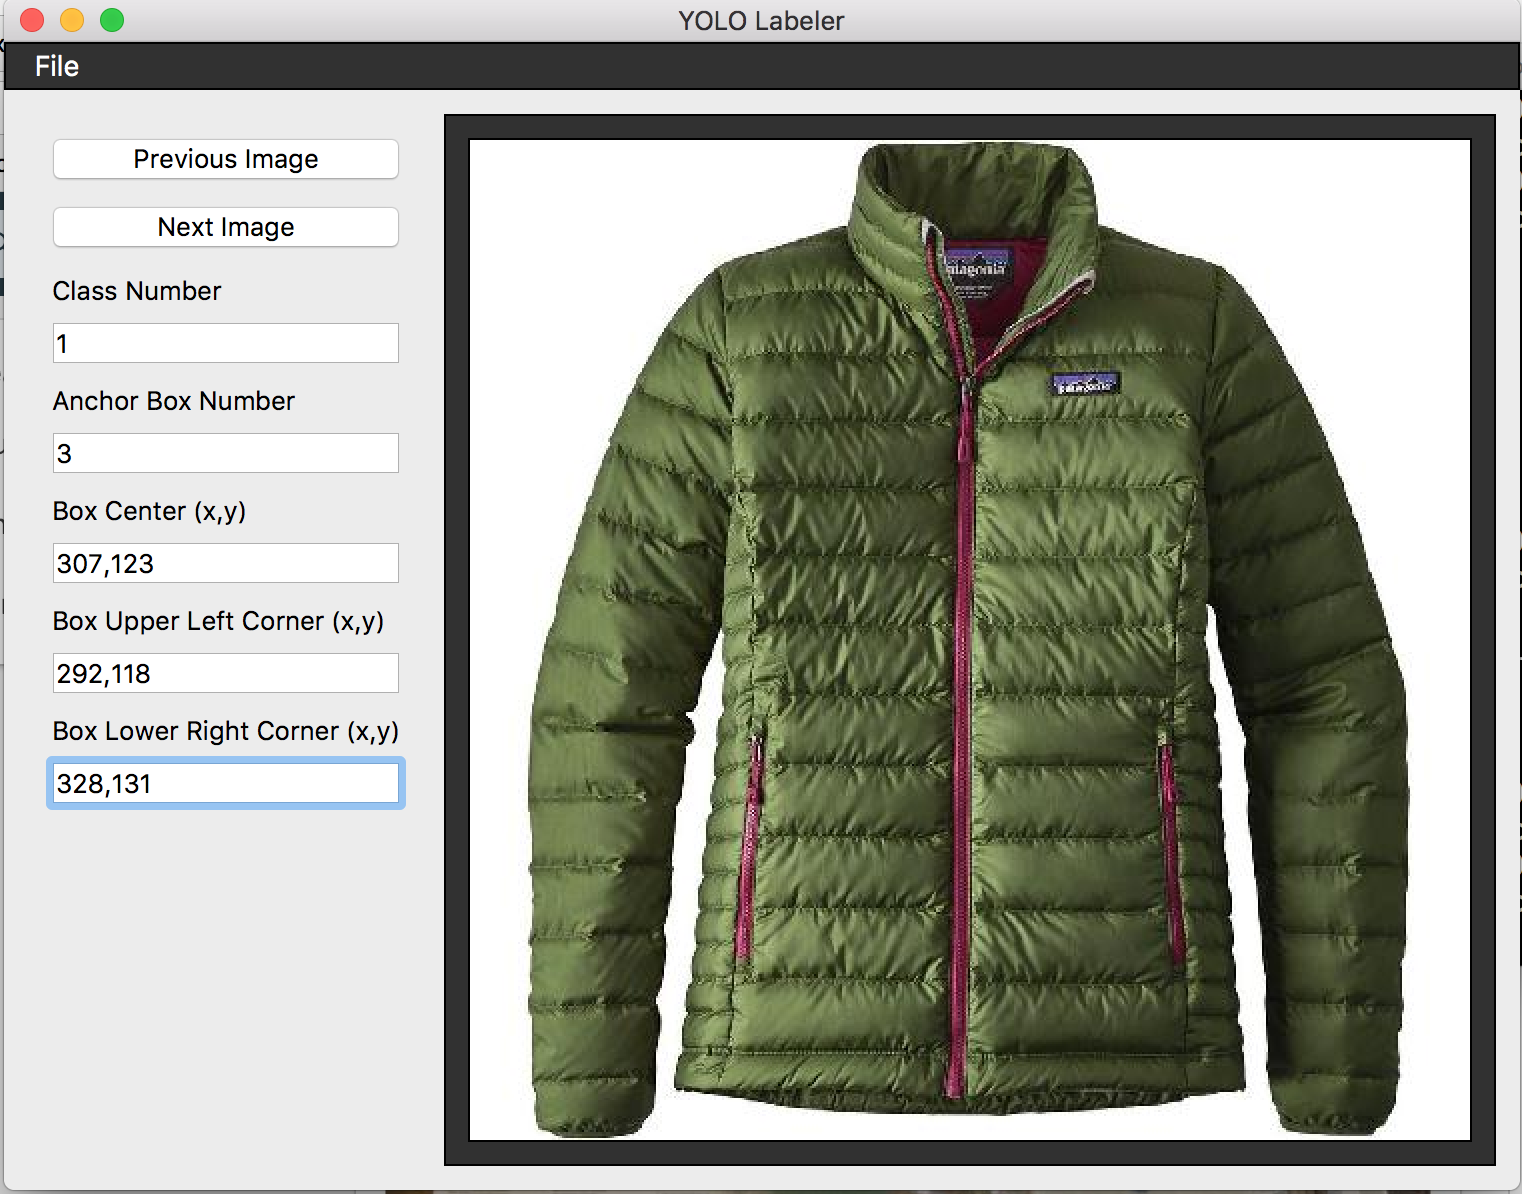 YOLO Labeler
File
Previous Image
Next Image
Class Number
1
Anchor Box Number
3
Box Center (x,y)
307,123
Box Upper Left Corner (x,y)
292,118
Box Lower Right Corner (x,y)
328,131
patagonia